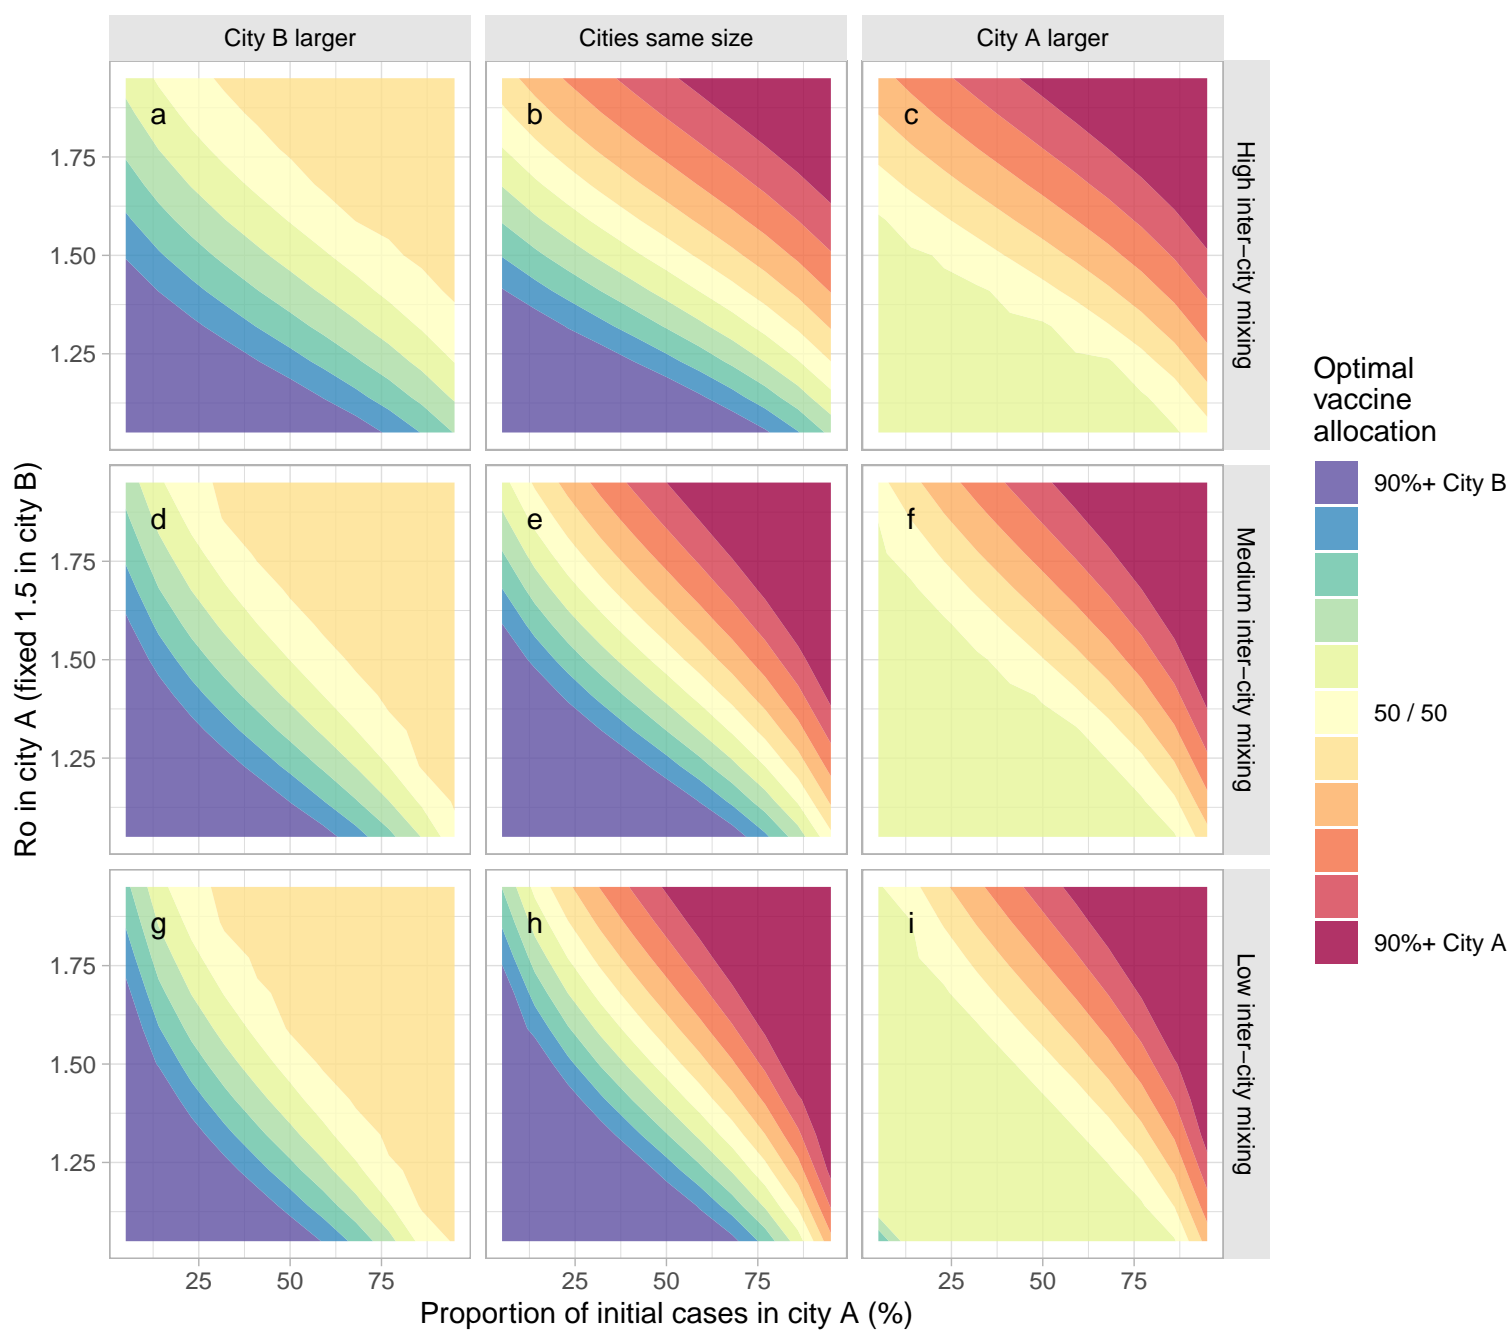 City B larger
Cities same size
City A larger
a
b
c
High inter−city mixing
d
e
f
Medium inter−city mixing
g
h
i
Low inter−city mixing
1.75
1.50
1.25
1.75
1.50
1.25
1.75
1.50
1.25
25
50
75
25
50
75
25
50
75
Ro in city A (fixed 1.5 in city B)
Proportion of initial cases in city A (%)
Optimal
vaccine
allocation
90%+ City B
50 / 50
90%+ City A